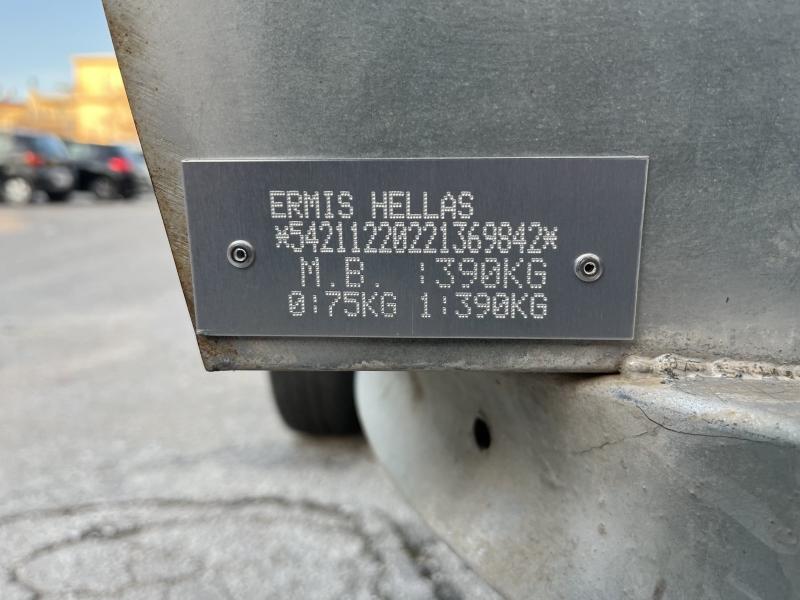 ERMIS HELLAS
*54211220221369842*
M.B. :390KG
0:75KG 1:390KG